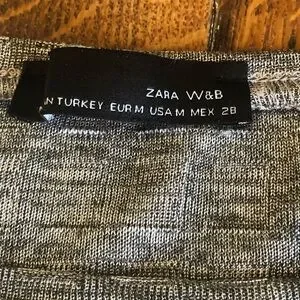 ZARA W&B
N TURKEY EUR M USA M MEX 28